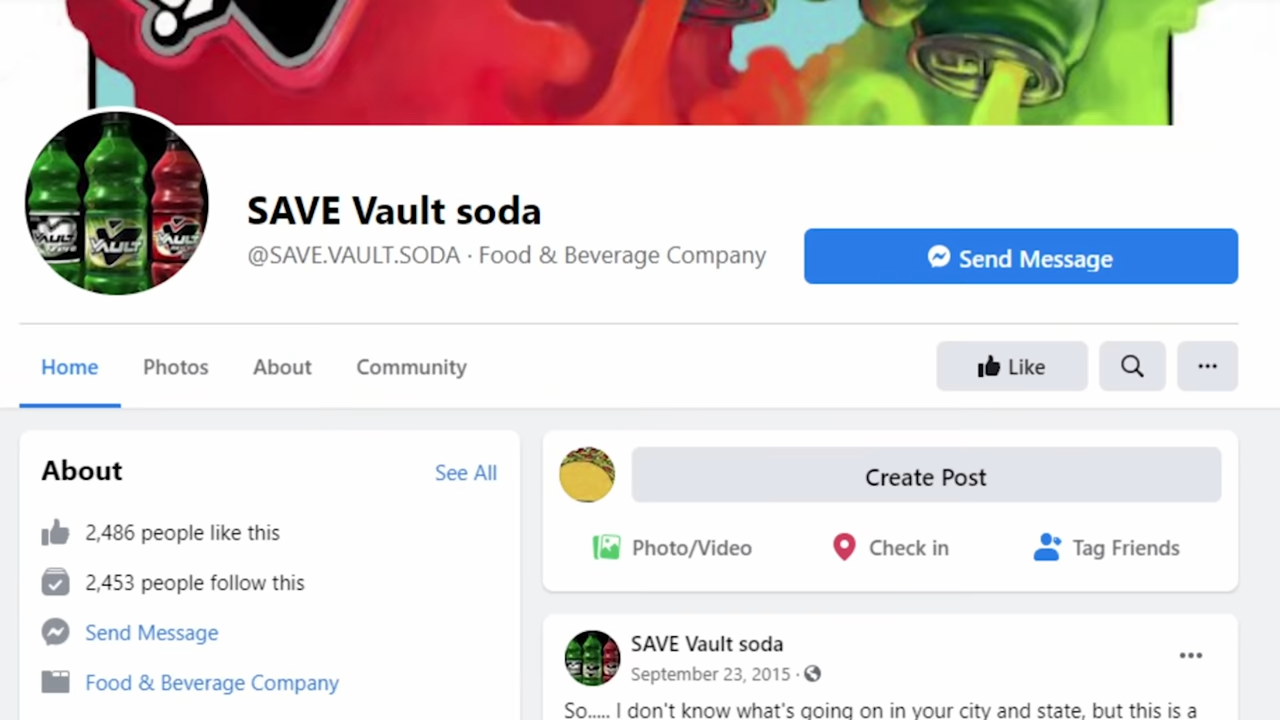 SAVE Vault soda
@SAVE.VAULT.SODA · Food & Beverage Company
Send Message
Home Photos About Community
Like
About
See All
2,486 people like this
2,453 people follow this
Send Message
Food & Beverage Company
Create Post
Photo/Video Check in Tag Friends
SAVE Vault soda
September 23, 2015 ·
So..... I don't know what's going on in your city and state, but this is a
VAULT
VAULT
VAULT